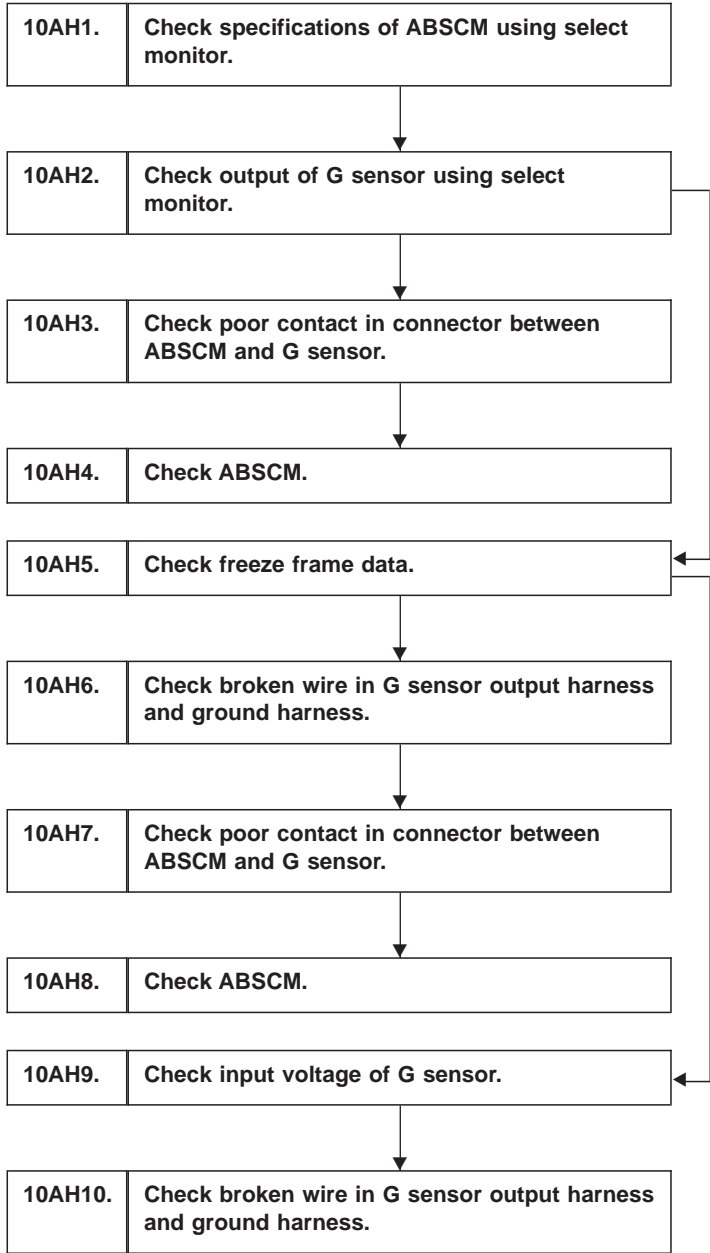 10AH1. Check specifications of ABSCM using select
monitor.
10AH2. Check output of G sensor using select
monitor.
10AH3. Check poor contact in connector between
ABSCM and G sensor.
10AH4. Check ABSCM.
10AH5. Check freeze frame data.
10AH6. Check broken wire in G sensor output harness
and ground harness.
10AH7. Check poor contact in connector between
ABSCM and G sensor.
10AH8. Check ABSCM.
10AH9. Check input voltage of G sensor.
10AH10. Check broken wire in G sensor output harness
and ground harness.